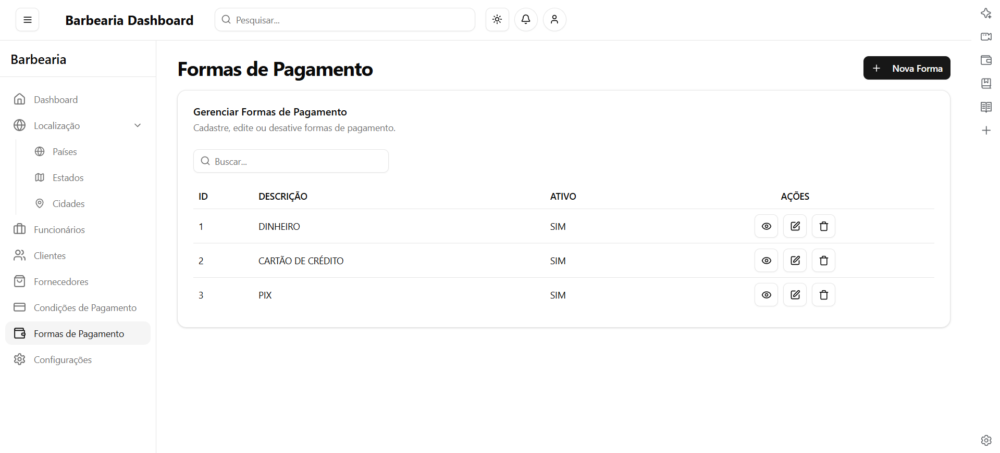 Barbearia Dashboard
Pesquisar...
Barbearia
Dashboard
Localização
Países
Estados
Cidades
Funcionários
Clientes
Fornecedores
Condições de Pagamento
Formas de Pagamento
Configurações
Formas de Pagamento
Nova Forma
Gerenciar Formas de Pagamento
Cadastre, edite ou desative formas de pagamento.
Buscar...
ID DESCRIÇÃO ATIVO AÇÕES
1 DINHEIRO SIM
2 CARTÃO DE CRÉDITO SIM
3 PIX SIM